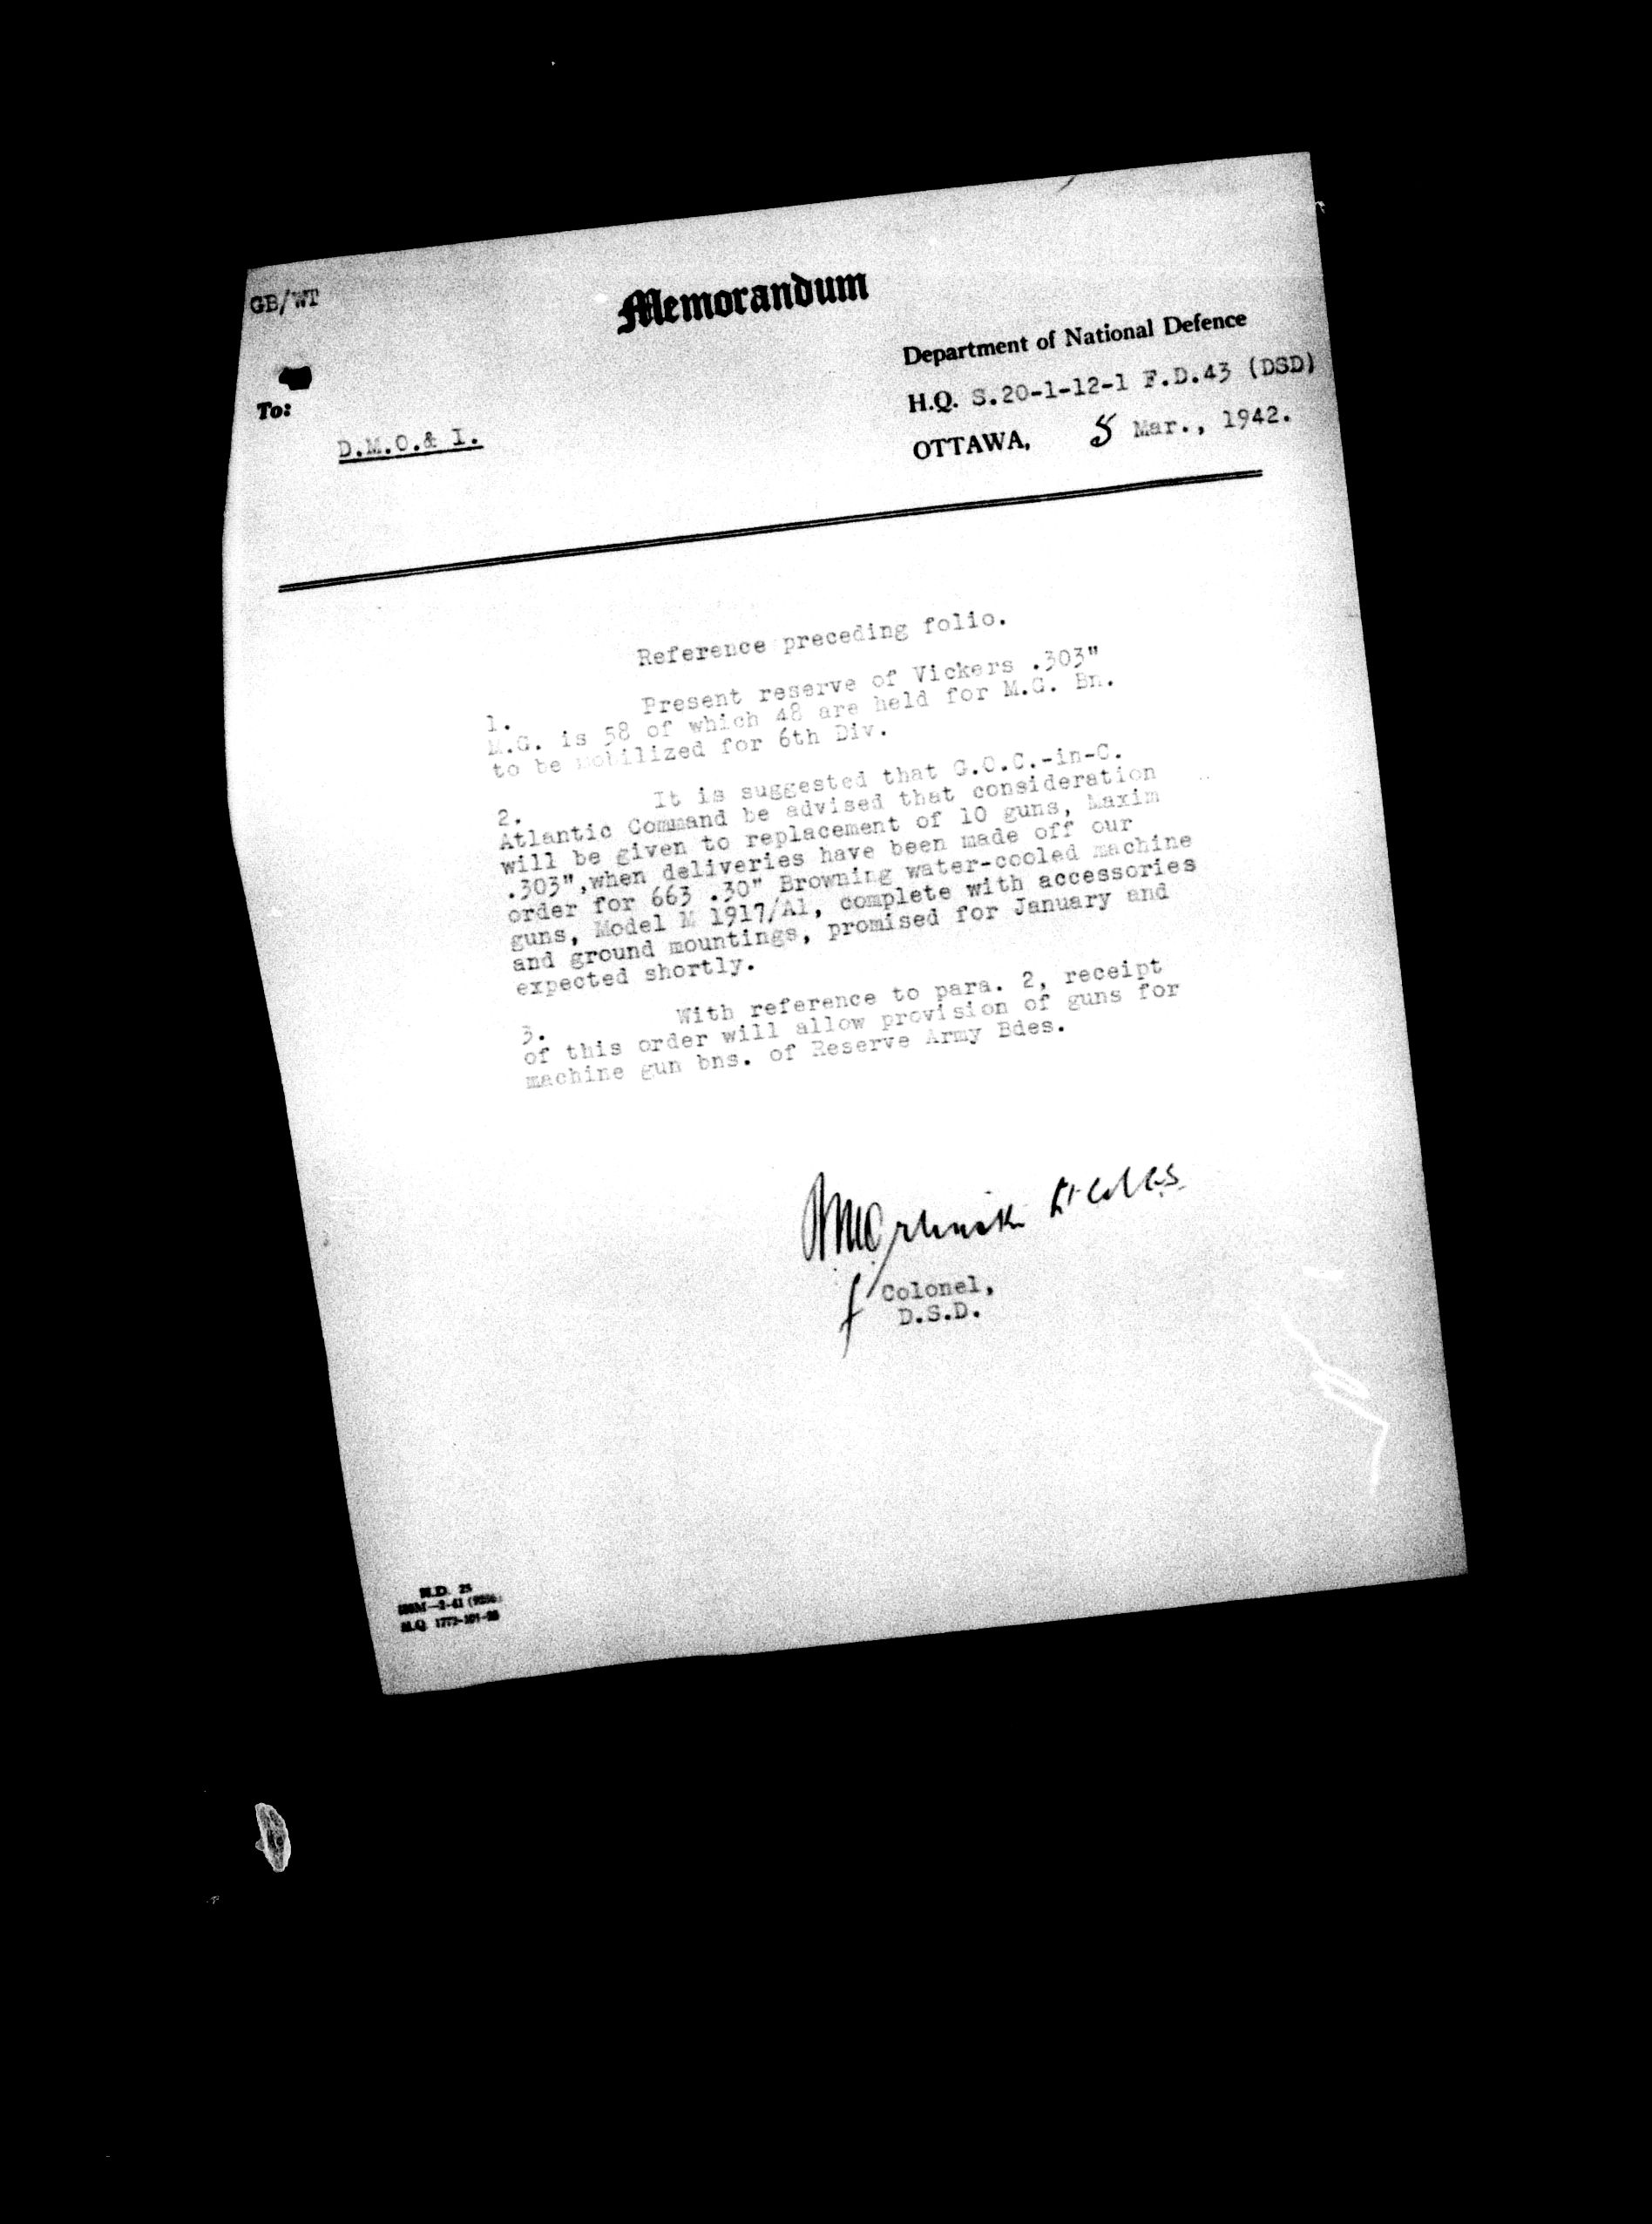 GB/WT
Memorandum
Department of National Defence
H.Q. S.20-1-12-1 F.D.43 (DSD)
To:
D.M.O.& I.
OTTAWA, 5 Mar., 1942.
Reference preceding folio.
1. Present reserve of Vickers .303"
M.G. is 58 of which 48 are held for M.G. Bn.
to be mobilized for 6th Div.
2. It is suggested that G.O.C.-in-C.
Atlantic Command be advised that consideration
will be given to replacement of 10 guns, Maxim
.303",when deliveries have been made off our
order for 663 .30" Browning water-cooled machine
guns, Model M 1917/A1, complete with accessories
and ground mountings, promised for January and
expected shortly.
3. With reference to para. 2, receipt
of this order will allow provision of guns for
machine gun bns. of Reserve Army Bdes.
Colonel,
D.S.D.